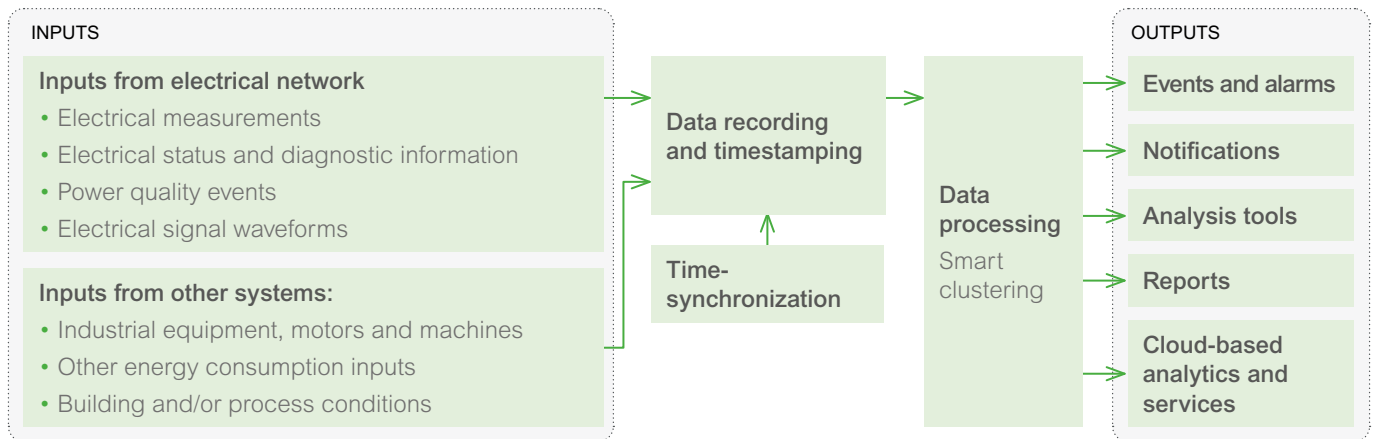 INPUTS
Inputs from electrical network
• Electrical measurements
• Electrical status and diagnostic information
• Power quality events
• Electrical signal waveforms
Inputs from other systems:
• Industrial equipment, motors and machines
• Other energy consumption inputs
• Building and/or process conditions
Data recording
and timestamping
Time-
synchronization
Data
processing
Smart
clustering
OUTPUTS
Events and alarms
Notifications
Analysis tools
Reports
Cloud-based
analytics and
services